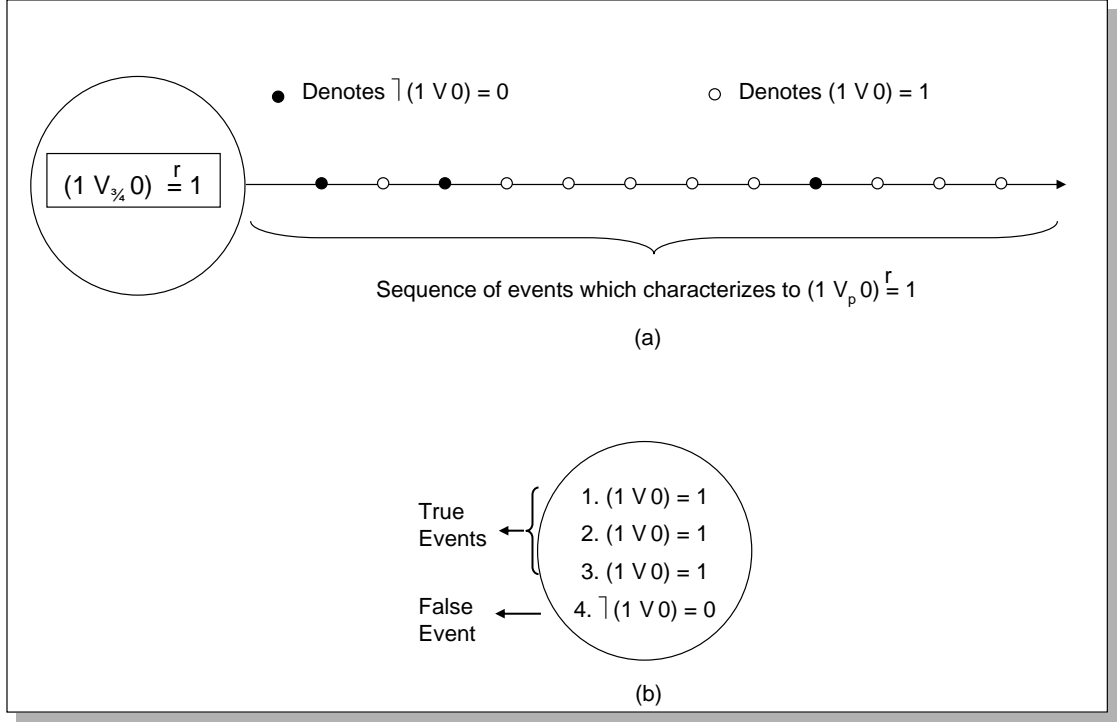 ● Denotes ⏋(1 V 0) = 0
○ Denotes (1 V 0) = 1
(1 V¾ 0) r= 1
Sequence of events which characterizes to (1 Vp 0) r= 1
(a)
True
Events
1. (1 V 0) = 1
2. (1 V 0) = 1
3. (1 V 0) = 1
False
Event
4. ⏋(1 V 0) = 0
(b)